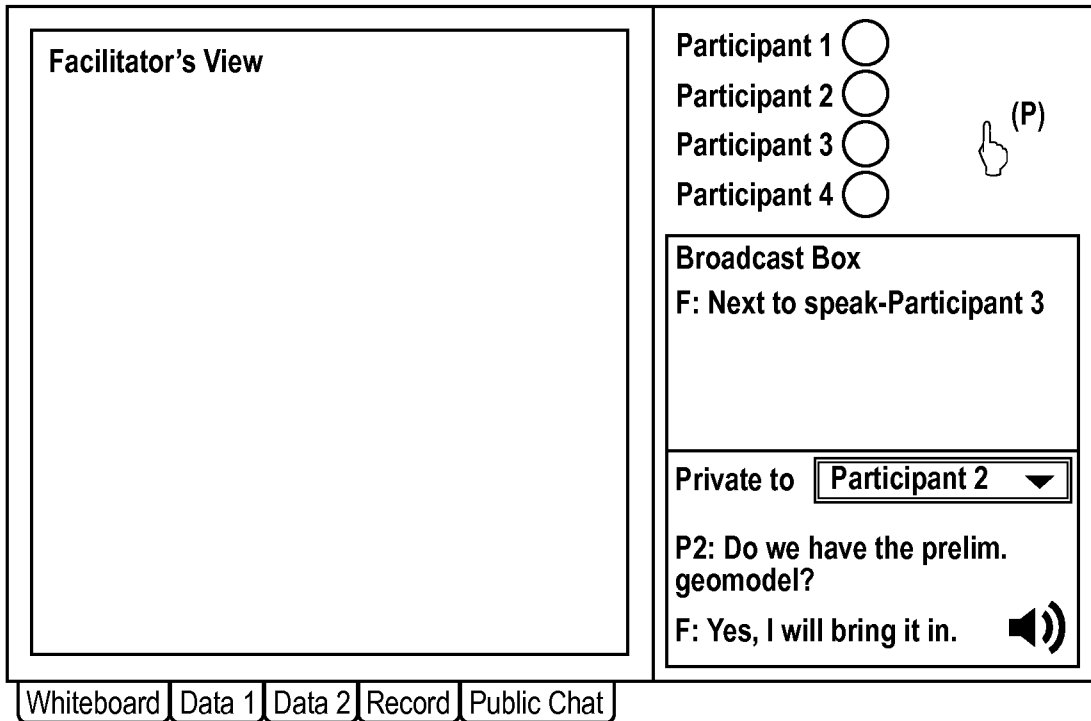 Facilitator's View
Participant 1
Participant 2
Participant 3
Participant 4
(P)
Broadcast Box
F: Next to speak-Participant 3
Private to Participant 2
P2: Do we have the prelim.
geomodel?
F: Yes, I will bring it in.
Whiteboard Data 1 Data 2 Record Public Chat